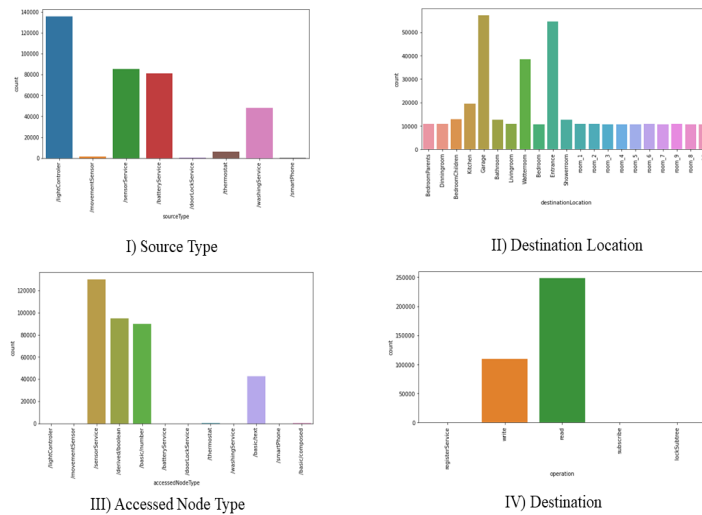 140000
120000
100000
80000
60000
40000
20000
0
count
/lightControler
/movementSensor
/sensorService
/batteryService
/doorLockService
/thermostat
/washingService
/smartPhone
sourceType
I) Source Type
50000
40000
30000
20000
10000
0
count
BedroomParents
Dinningroom
BedroomChildren
Kitchen
Garage
Bathroom
Livingroom
Watterroom
Bedroom
Entrance
Showerroom
room_1
room_2
room_3
room_4
room_5
room_6
room_7
room_9
room_8
destinationLocation
II) Destination Location
120000
100000
80000
60000
40000
20000
0
count
/lightControler
/movementSensor
/sensorService
/derived/boolean
/basic/number
/batteryService
/doorLockService
/thermostat
/washingService
/basic/text
/smartPhone
/basic/composed
accessedNodeType
III) Accessed Node Type
250000
200000
150000
100000
50000
0
count
registerService
write
read
subscribe
lockSubtree
operation
IV) Destination